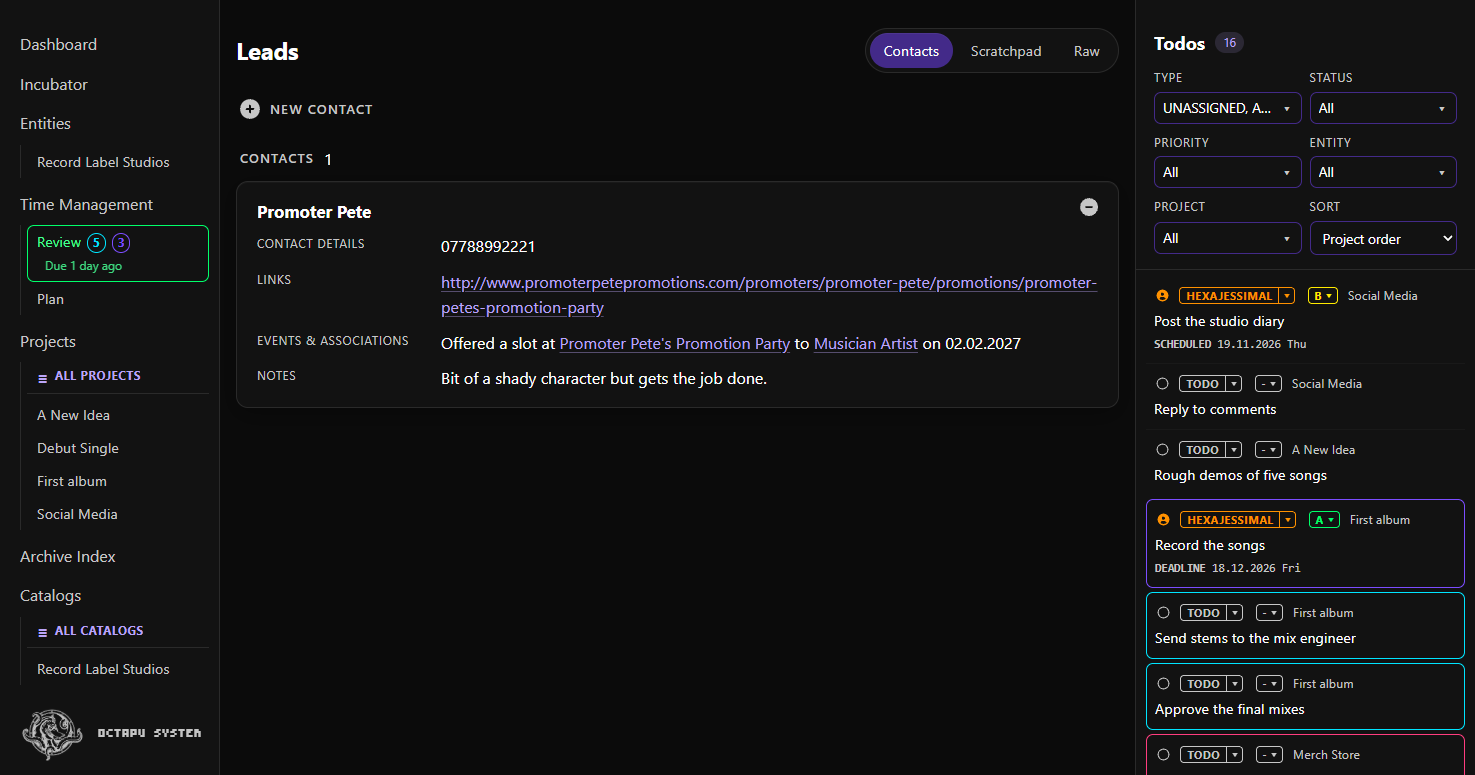 Dashboard
Incubator
Entities
Record Label Studios
Time Management
Review 5 3
Due 1 day ago
Plan
Projects
ALL PROJECTS
A New Idea
Debut Single
First album
Social Media
Archive Index
Catalogs
ALL CATALOGS
Record Label Studios
OCTAPU SYSTEM
Leads
Contacts Scratchpad Raw
NEW CONTACT
CONTACTS 1
Promoter Pete
CONTACT DETAILS 07788992221
LINKS http://www.promoterpetepromotions.com/promoters/promoter-pete/promotions/promoter-
petes-promotion-party
EVENTS & ASSOCIATIONS Offered a slot at Promoter Pete's Promotion Party to Musician Artist on 02.02.2027
NOTES Bit of a shady character but gets the job done.
Todos 16
TYPE STATUS
UNASSIGNED, A... All
PRIORITY ENTITY
All All
PROJECT SORT
All Project order
HEXAJESSIMAL B Social Media
Post the studio diary
SCHEDULED 19.11.2026 Thu
TODO - Social Media
Reply to comments
TODO - A New Idea
Rough demos of five songs
HEXAJESSIMAL A First album
Record the songs
DEADLINE 18.12.2026 Fri
TODO - First album
Send stems to the mix engineer
TODO - First album
Approve the final mixes
TODO - Merch Store